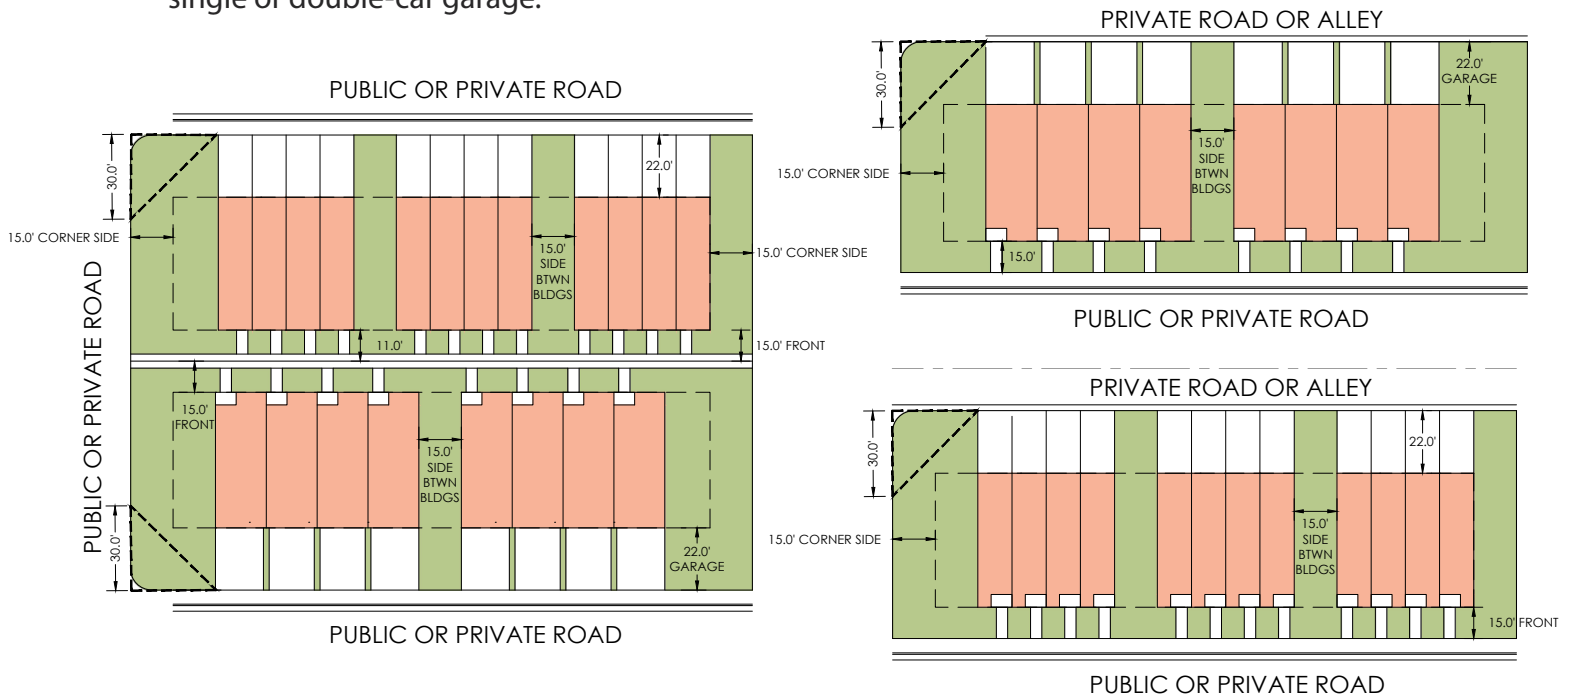 single or double-car garage.
PUBLIC OR PRIVATE ROAD
30.0'
22.0'
15.0' CORNER SIDE
15.0'
SIDE
BTWN
BLDGS
15.0' CORNER SIDE
PUBLIC OR PRIVATE ROAD
11.0'
15.0' FRONT
15.0'
FRONT
15.0'
SIDE
BTWN
BLDGS
30.0'
22.0'
GARAGE
PUBLIC OR PRIVATE ROAD
PRIVATE ROAD OR ALLEY
30.0'
22.0'
GARAGE
15.0'
SIDE
BTWN
BLDGS
15.0' CORNER SIDE
15.0'
PUBLIC OR PRIVATE ROAD
PRIVATE ROAD OR ALLEY
30.0'
22.0'
15.0' CORNER SIDE
15.0'
SIDE
BTWN
BLDGS
15.0' FRONT
PUBLIC OR PRIVATE ROAD